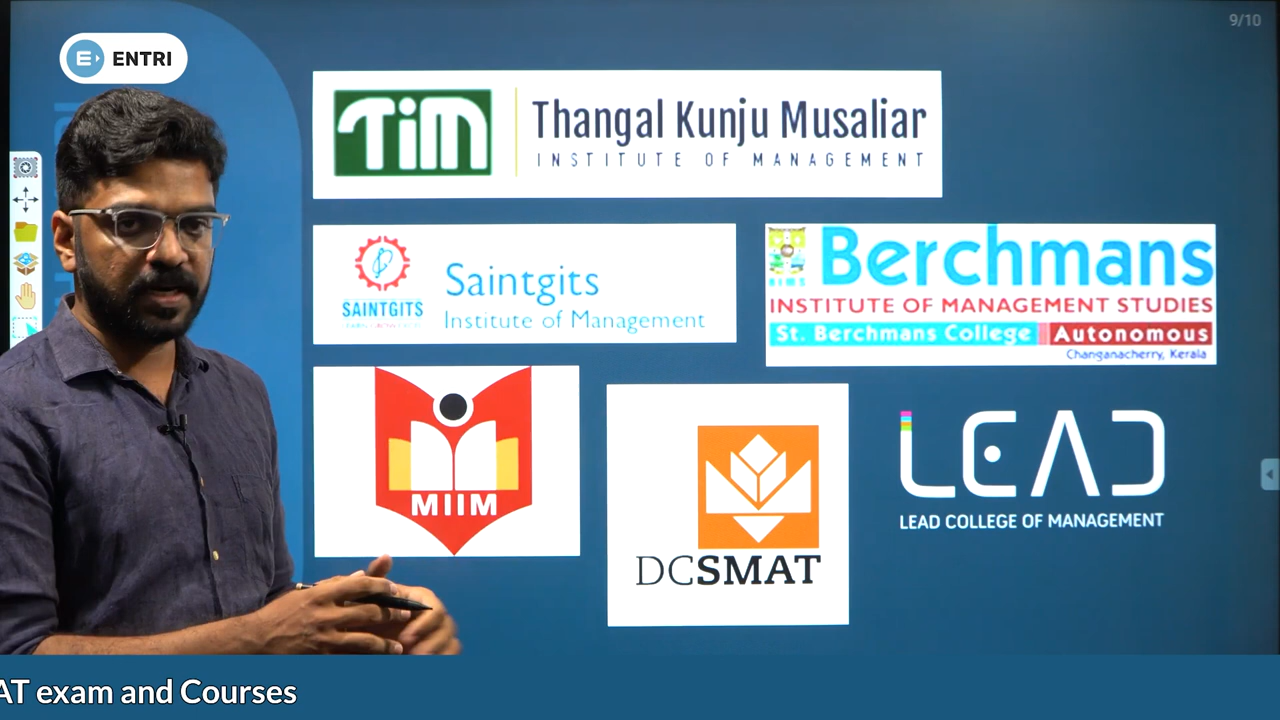 9/10
ENTRI
TiM
Thangal Kunju Musaliar
INSTITUTE OF MANAGEMENT
SAINTGITS
Saintgits
Institute of Management
Berchmans
INSTITUTE OF MANAGEMENT STUDIES
St. Berchmans College Autonomous
Changanacherry, Kerala
MIIM
DCSMAT
LEAD
LEAD COLLEGE OF MANAGEMENT
AT exam and Courses